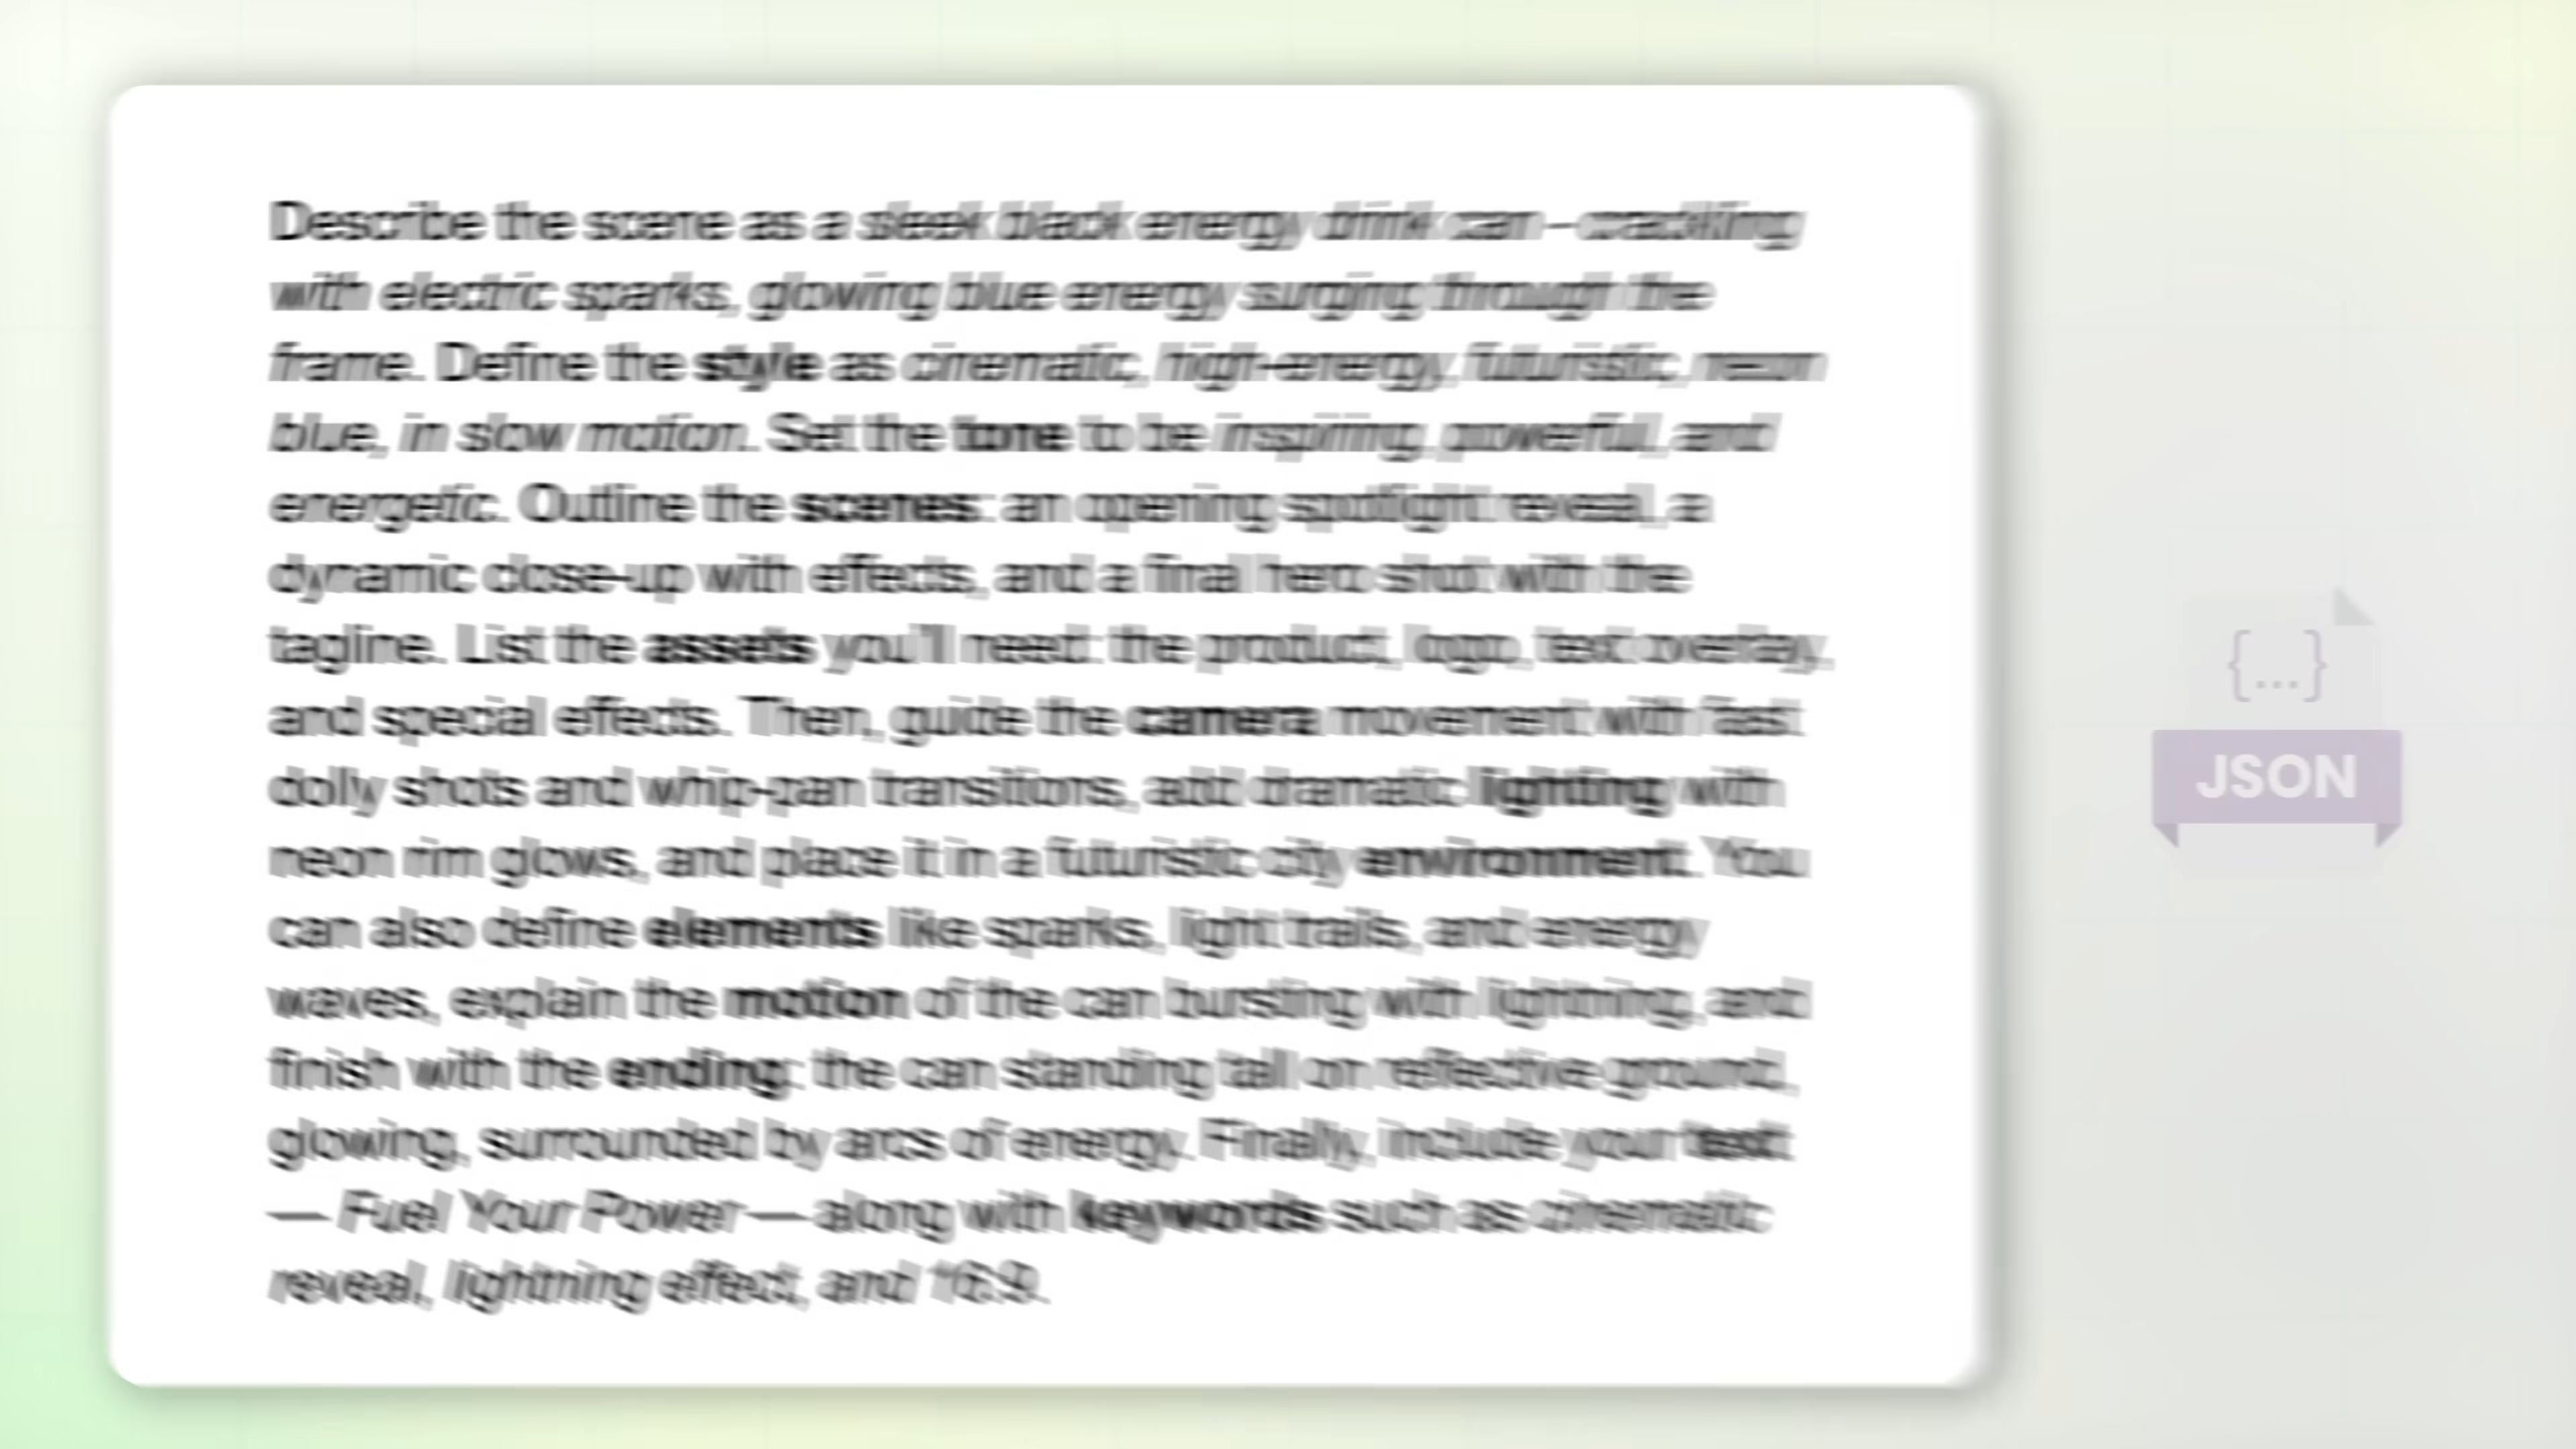 Describe the scene as a sleek black energy drink can – crackling
with electric sparks, glowing blue energy surging through the
frame. Define the style as cinematic, high-energy, futuristic, neon
blue, in slow motion. Set the tone to be inspiring, powerful, and
energetic. Outline the scenes: an opening spotlight reveal, a
dynamic close-up with effects, and a final hero shot with the
tagline. List the assets you'll need: the product, logo, text overlay,
and special effects. Then, guide the camera movement with fast
dolly shots and whip-pan transitions, add dramatic lighting with
neon rim glows, and place it in a futuristic city environment. You
can also define elements like sparks, light trails, and energy
waves, explain the motion of the can bursting with lightning, and
finish with the ending: the can standing tall on reflective ground,
glowing, surrounded by arcs of energy. Finally, include your text
— Fuel Your Power — along with keywords such as cinematic
reveal, lightning effect, and 16:9.
{...}
JSON